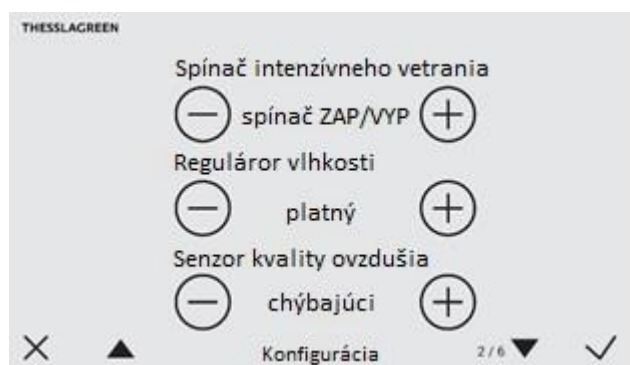 THESSLAGREEN
Spínač intenzívneho vetrania
spínač ZAP/VYP
Reguláror vlhkosti
platný
Senzor kvality ovzdušia
chýbajúci
Konfigurácia 2/6